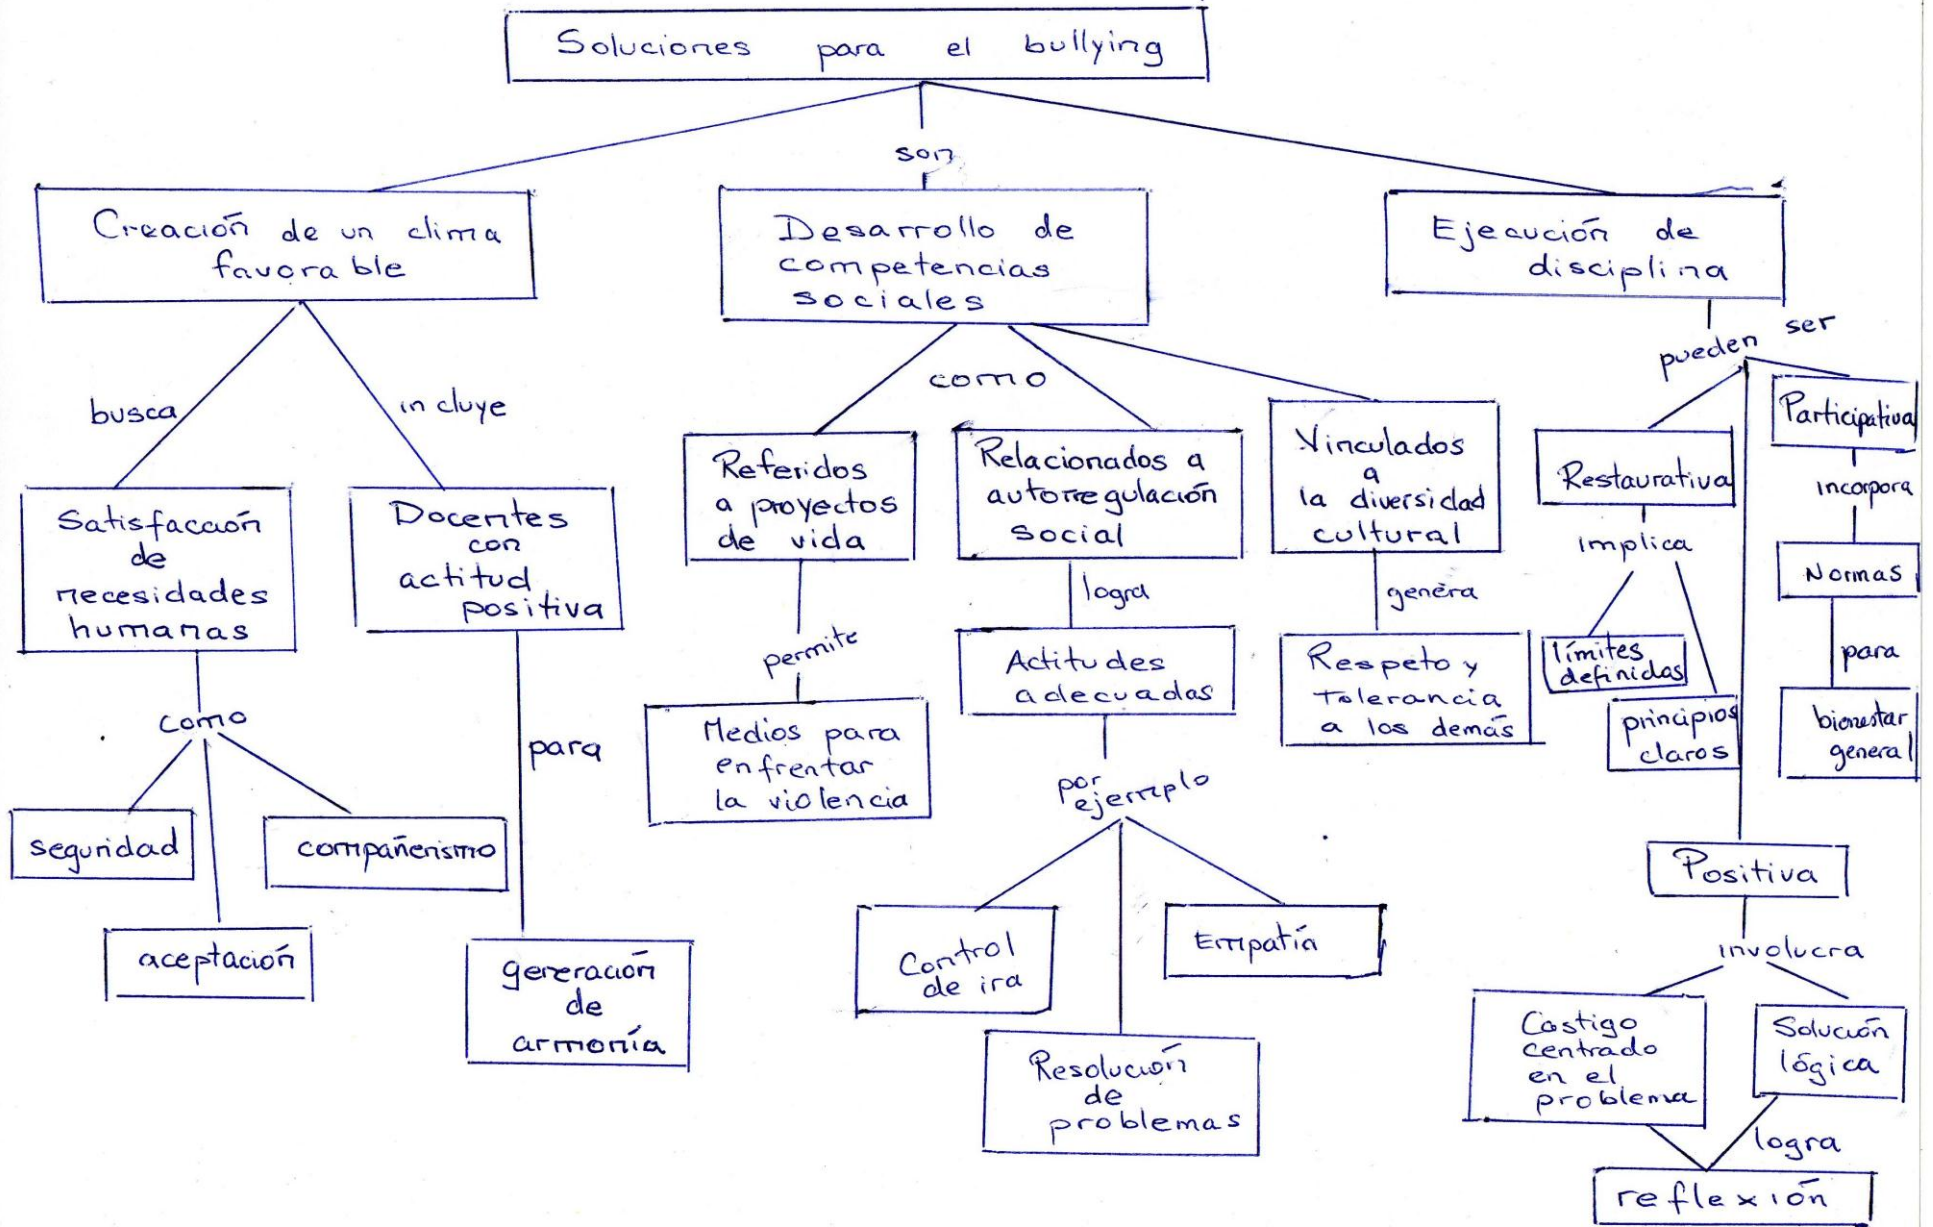 Soluciones para el bullying
son
Creación de un clima
favorable
Desarrollo de
competencias
sociales
Ejecución de
disciplina
busca
incluye
como
pueden ser
Satisfacción
de
necesidades
humanas
Docentes
con
actitud
positiva
Referidos
a proyectos
de vida
Relacionados a
autorregulación
social
Vinculados
a
la diversidad
cultural
Restaurativa
Participativa
como
para
permite
logra
genera
implica
incorpora
seguridad
aceptación
compañerismo
generación
de
armonía
Medios para
enfrentar
la violencia
Actitudes
adecuadas
Respeto y
tolerancia
a los demás
límites
definidos
principios
claros
Normas
para
bienestar
general
por
ejemplo
Control
de ira
Resolución
de
problemas
Empatía
Positiva
involucra
Castigo
centrado
en el
problema
Solución
lógica
logra
reflexión